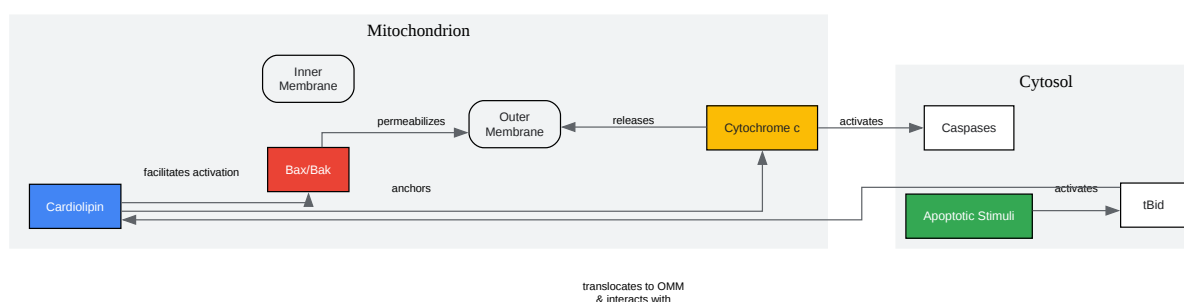 Mitochondrion
Inner
Membrane
Cytosol
permeabilizes
Outer
Membrane
releases
Cytochrome c
activates
Caspases
facilitates activation
Bax/Bak
anchors
activates
Cardiolipin
Apoptotic Stimuli
tBid
translocates to OMM
& interacts with